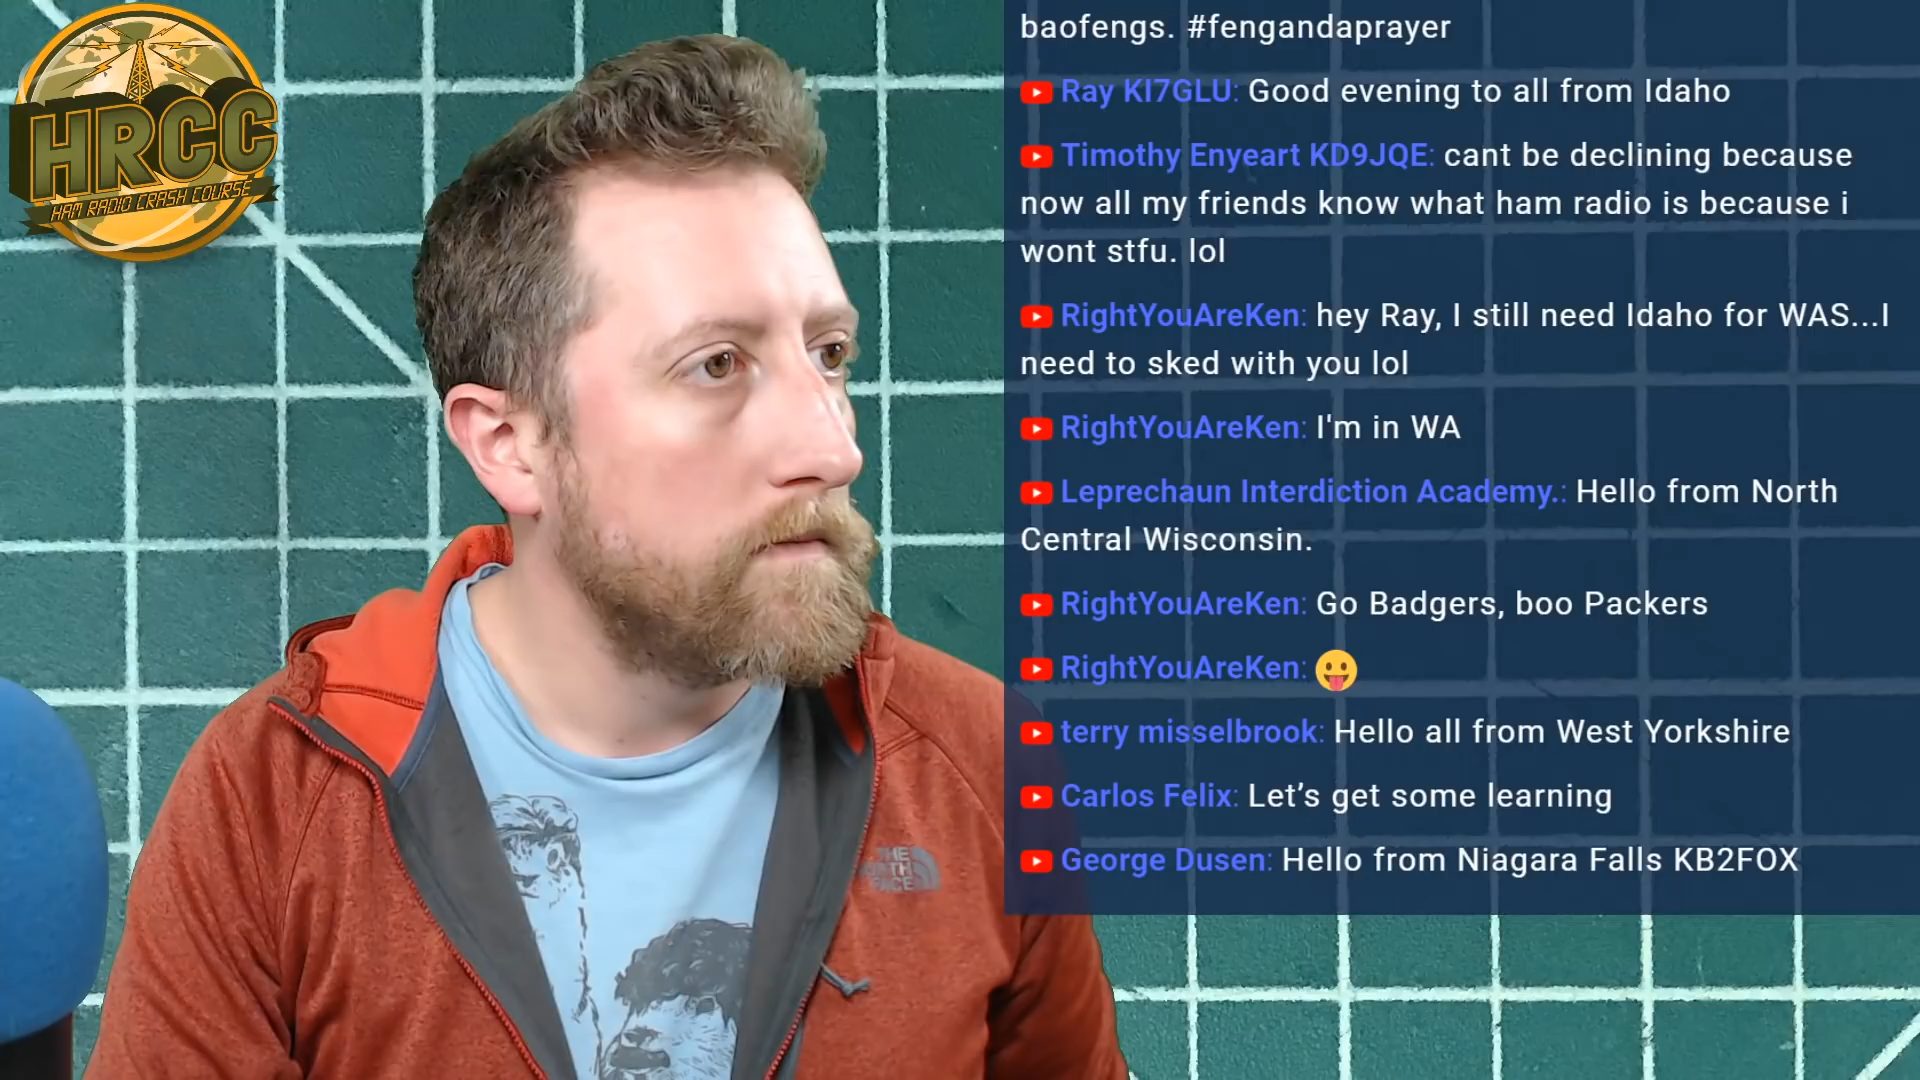 HRCC
HAM RADIO CRASH COURSE
baofengs. #fengandaprayer
Ray KI7GLU: Good evening to all from Idaho
Timothy Enyeart KD9JQE: cant be declining because
now all my friends know what ham radio is because i
wont stfu. lol
RightYouAreKen: hey Ray, I still need Idaho for WAS...I
need to sked with you lol
RightYouAreKen: I'm in WA
Leprechaun Interdiction Academy.: Hello from North
Central Wisconsin.
RightYouAreKen: Go Badgers, boo Packers
RightYouAreKen: 😛
terry misselbrook: Hello all from West Yorkshire
Carlos Felix: Let’s get some learning
George Dusen: Hello from Niagara Falls KB2FOX
THE
NORTH
FACE